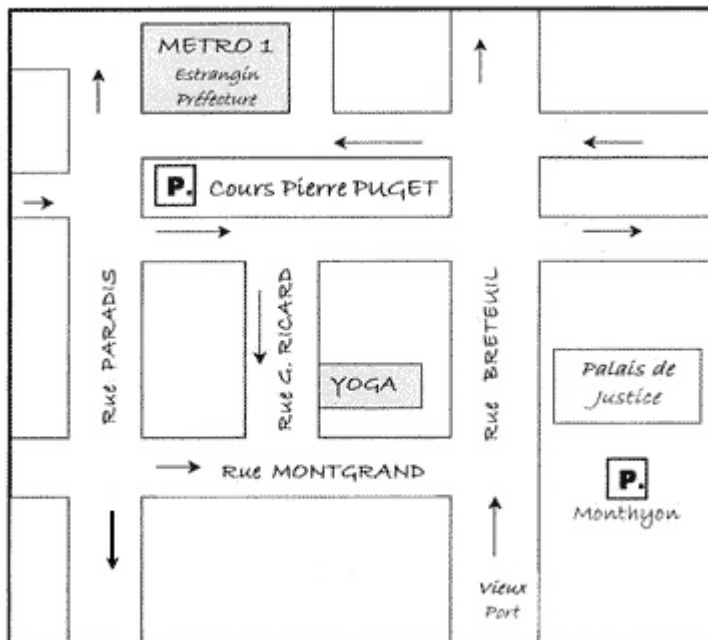 METRO 1
Estrangin
Préfecture
P.
Cours Pierre PUGET
Rue PARADIS
Rue G. RICARD
YOGA
Rue BRETEUIL
Palais de
Justice
Rue MONTGRAND
P.
Monthyon
Vieux
Port